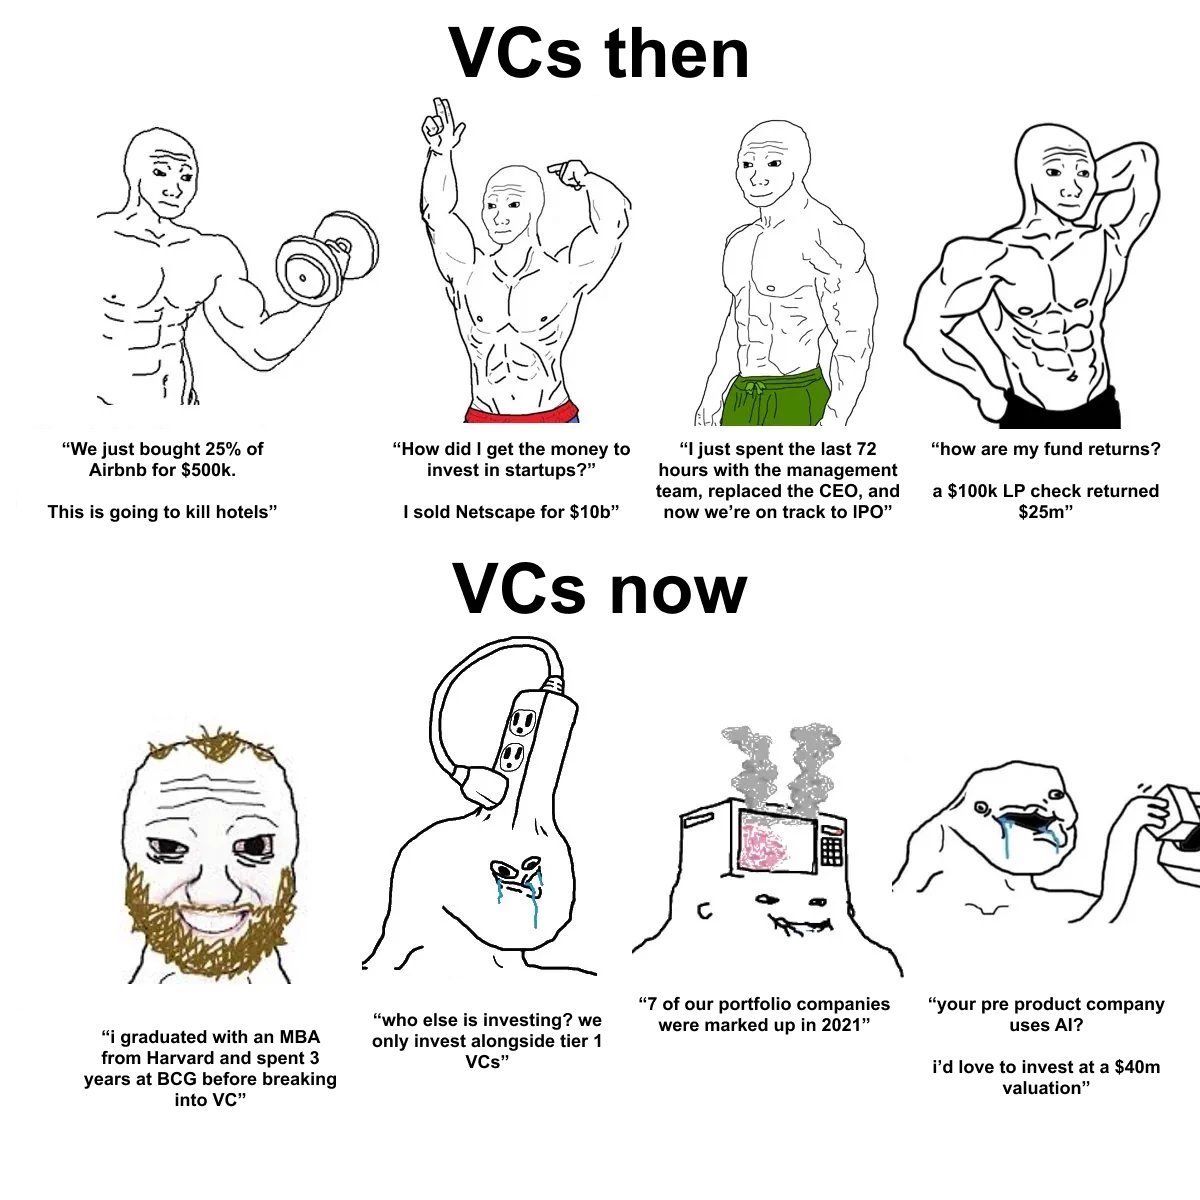 VCs then
“We just bought 25% of
Airbnb for $500k.
This is going to kill hotels”
“How did I get the money to
invest in startups?”
I sold Netscape for $10b”
“I just spent the last 72
hours with the management
team, replaced the CEO, and
now we’re on track to IPO”
“how are my fund returns?
a $100k LP check returned
$25m”
VCs now
“i graduated with an MBA
from Harvard and spent 3
years at BCG before breaking
into VC”
“who else is investing? we
only invest alongside tier 1
VCs”
“7 of our portfolio companies
were marked up in 2021”
“your pre product company
uses AI?
i’d love to invest at a $40m
valuation”